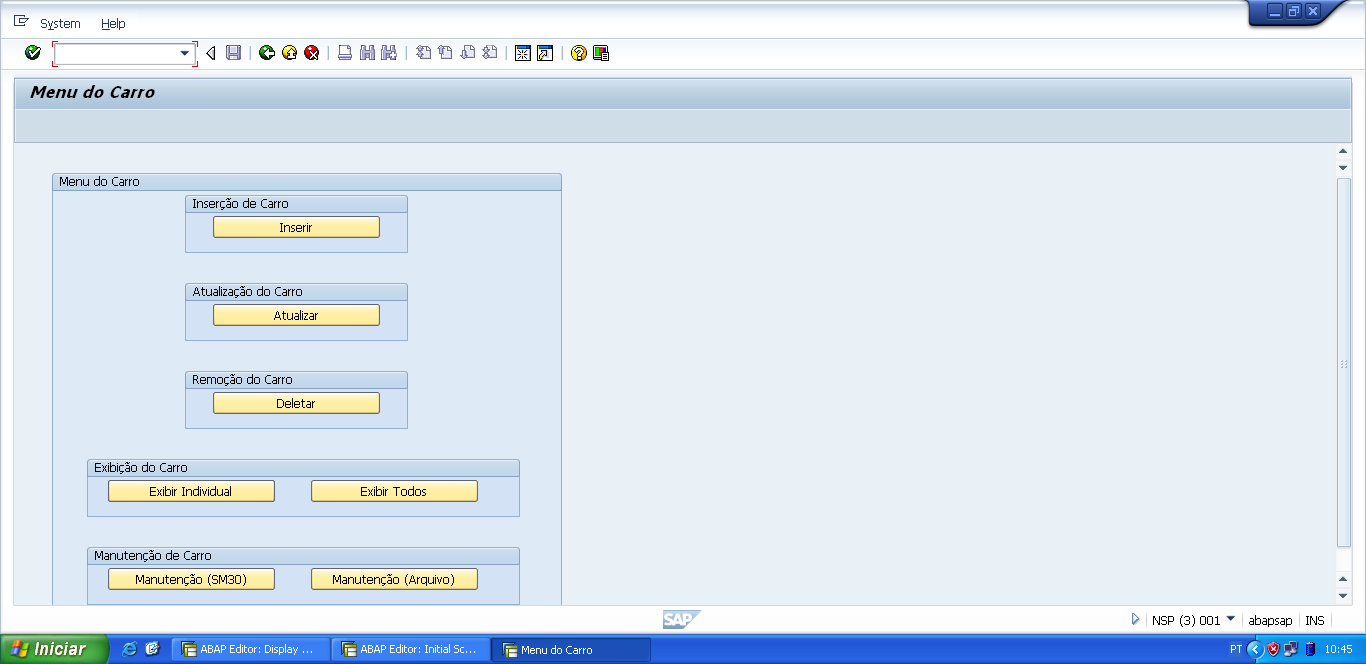 System Help
Menu do Carro
Menu do Carro
Inserção de Carro
Inserir
Atualização do Carro
Atualizar
Remoção do Carro
Deletar
Exibição do Carro
Exibir Individual Exibir Todos
Manutenção de Carro
Manutenção (SM30) Manutenção (Arquivo)
SAP
NSP (3) 001 abapsap INS
Iniciar ABAP Editor: Display ... ABAP Editor: Initial Sc... Menu do Carro PT 10:45